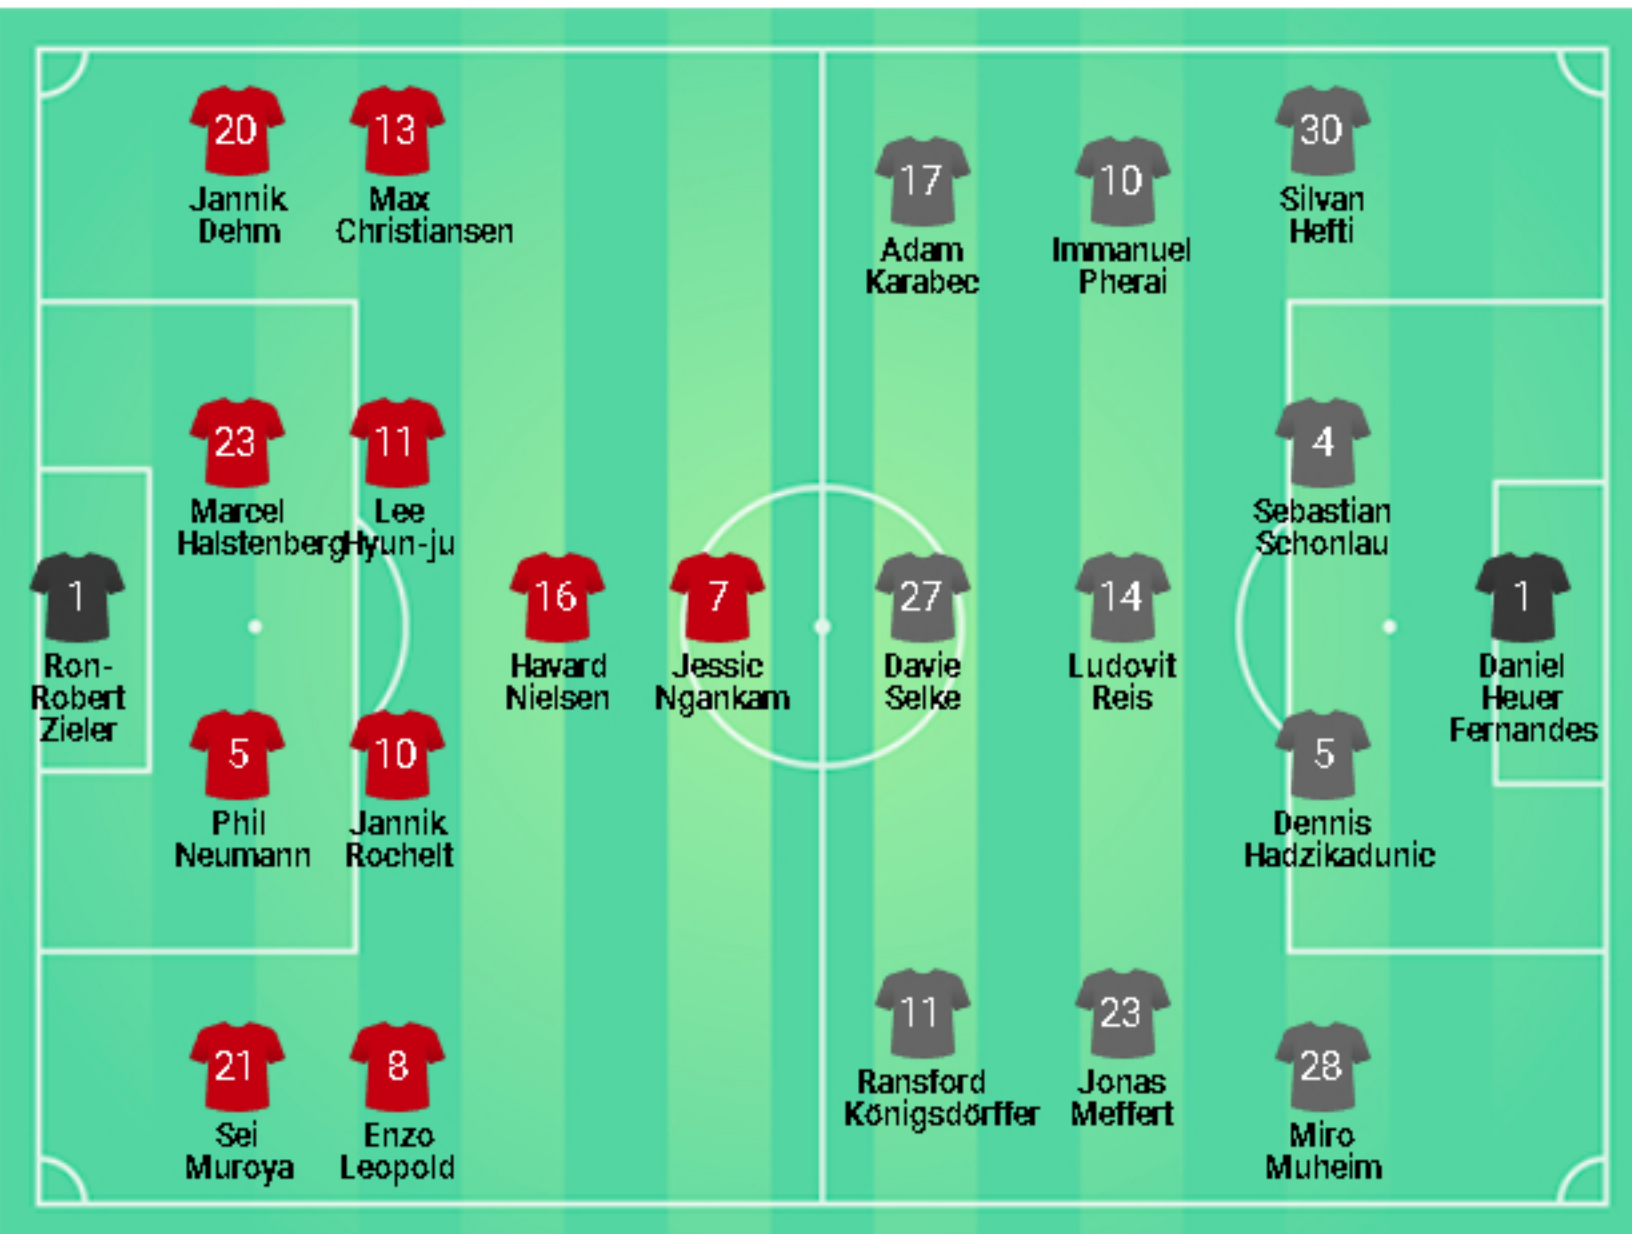 20
Jannik
Dehm
13
Max
Christiansen
17
Adam
Karabec
10
Immanuel
Pherai
30
Silvan
Hefti
23
Marcel
Halstenberg
11
Lee
Hyun-ju
4
Sebastian
Schonlau
1
Ron-
Robert
Zieler
16
Havard
Nielsen
7
Jessic
Ngankam
27
Davie
Selke
14
Ludovit
Reis
1
Daniel
Heuer
Fernandes
5
Phil
Neumann
10
Jannik
Rochelt
5
Dennis
Hadzikadunic
21
Sei
Muroya
8
Enzo
Leopold
11
Ransford
Königsdörffer
23
Jonas
Meffert
28
Miro
Muheim